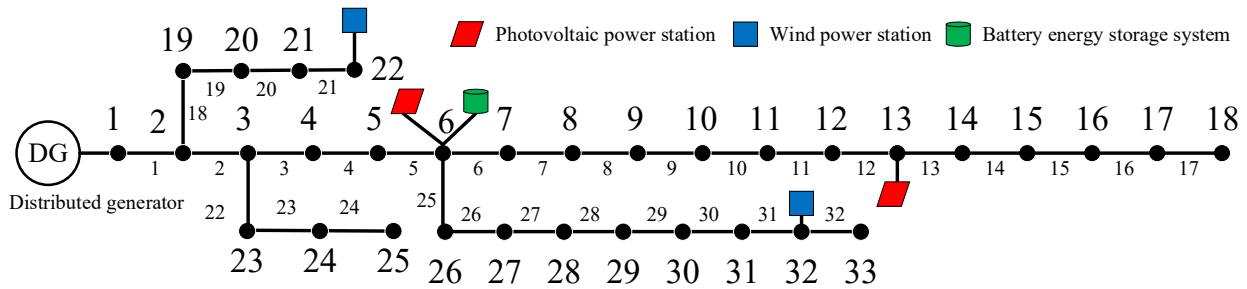 Photovoltaic power station Wind power station Battery energy storage system
19 20 21
22
19 20 21
18
1 2 3 4 5 6 7 8 9 10 11 12 13 14 15 16 17 18
DG
1 2 3 4 5 6 7 8 9 10 11 12 13 14 15 16 17
Distributed generator
22 23 24
25
26 27 28 29 30 31 32
23 24 25 26 27 28 29 30 31 32 33